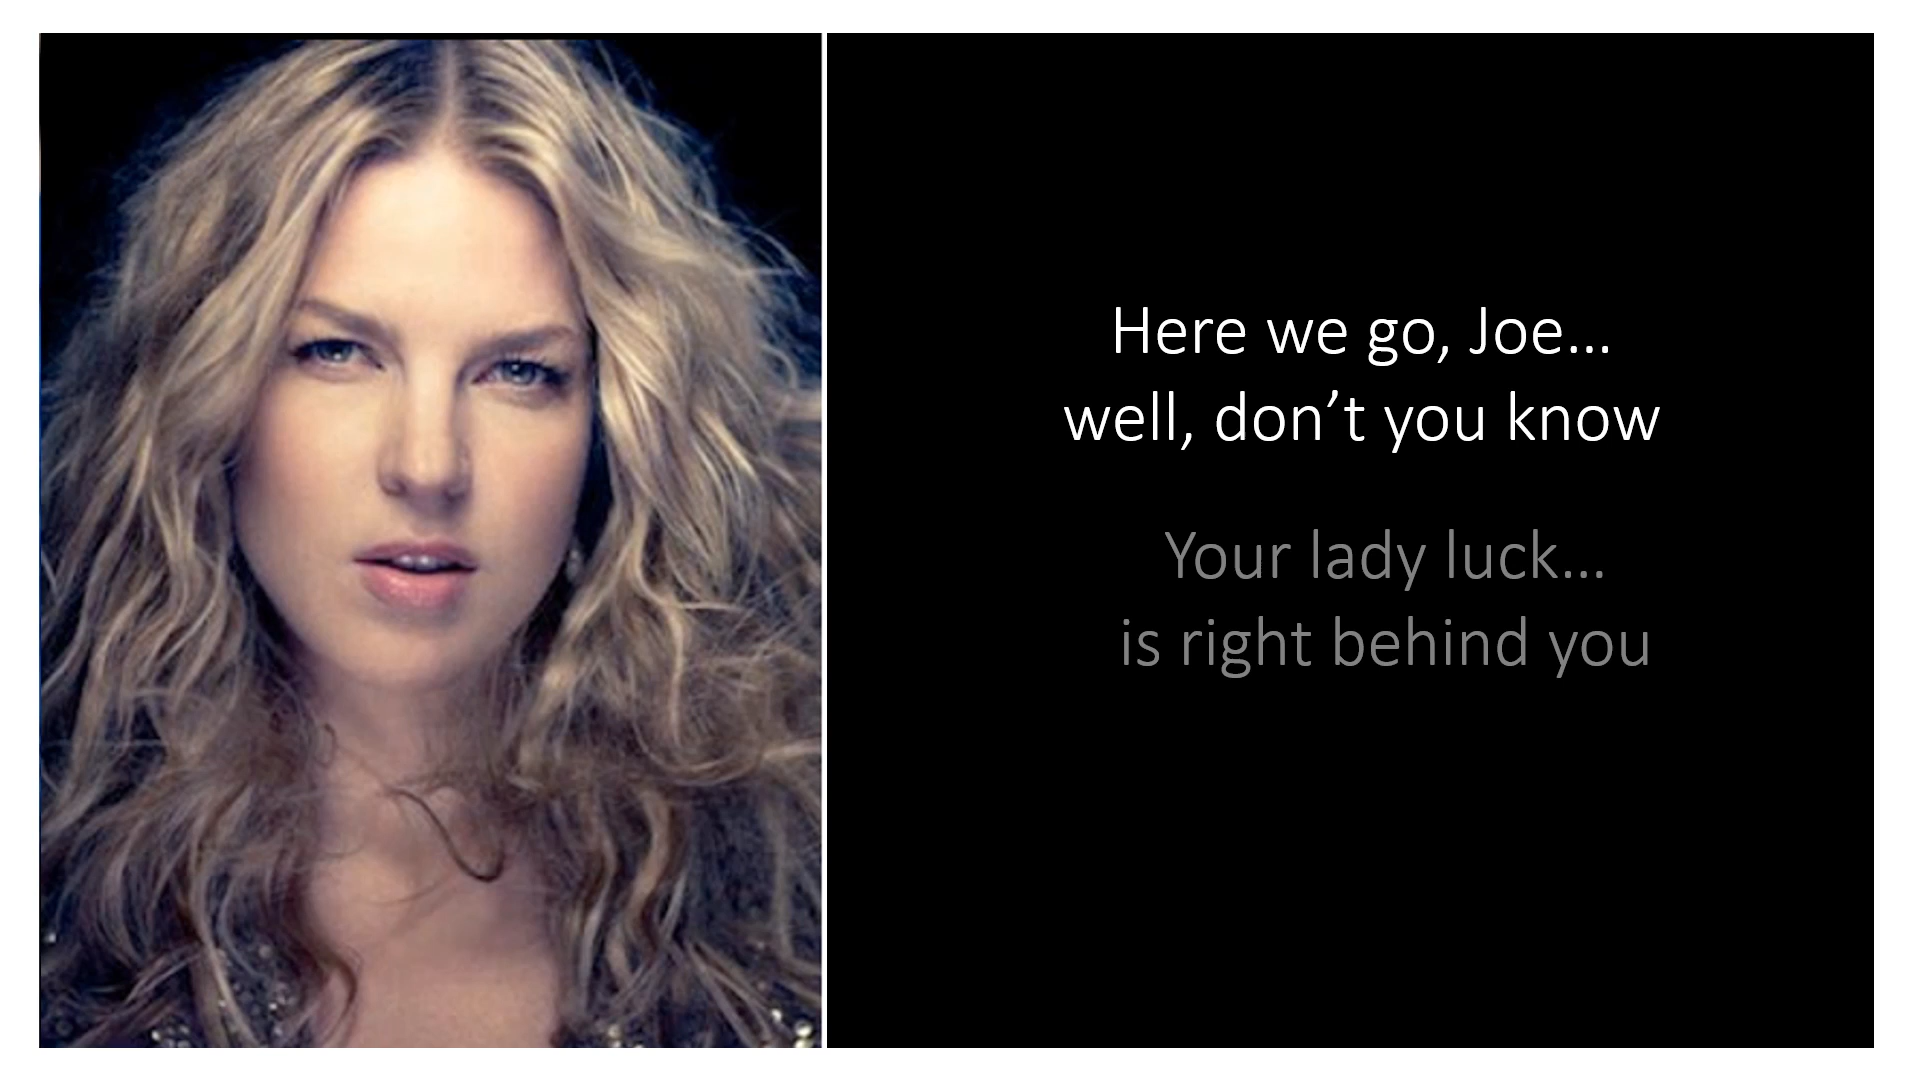 Here we go, Joe…
well, don’t you know
Your lady luck…
is right behind you